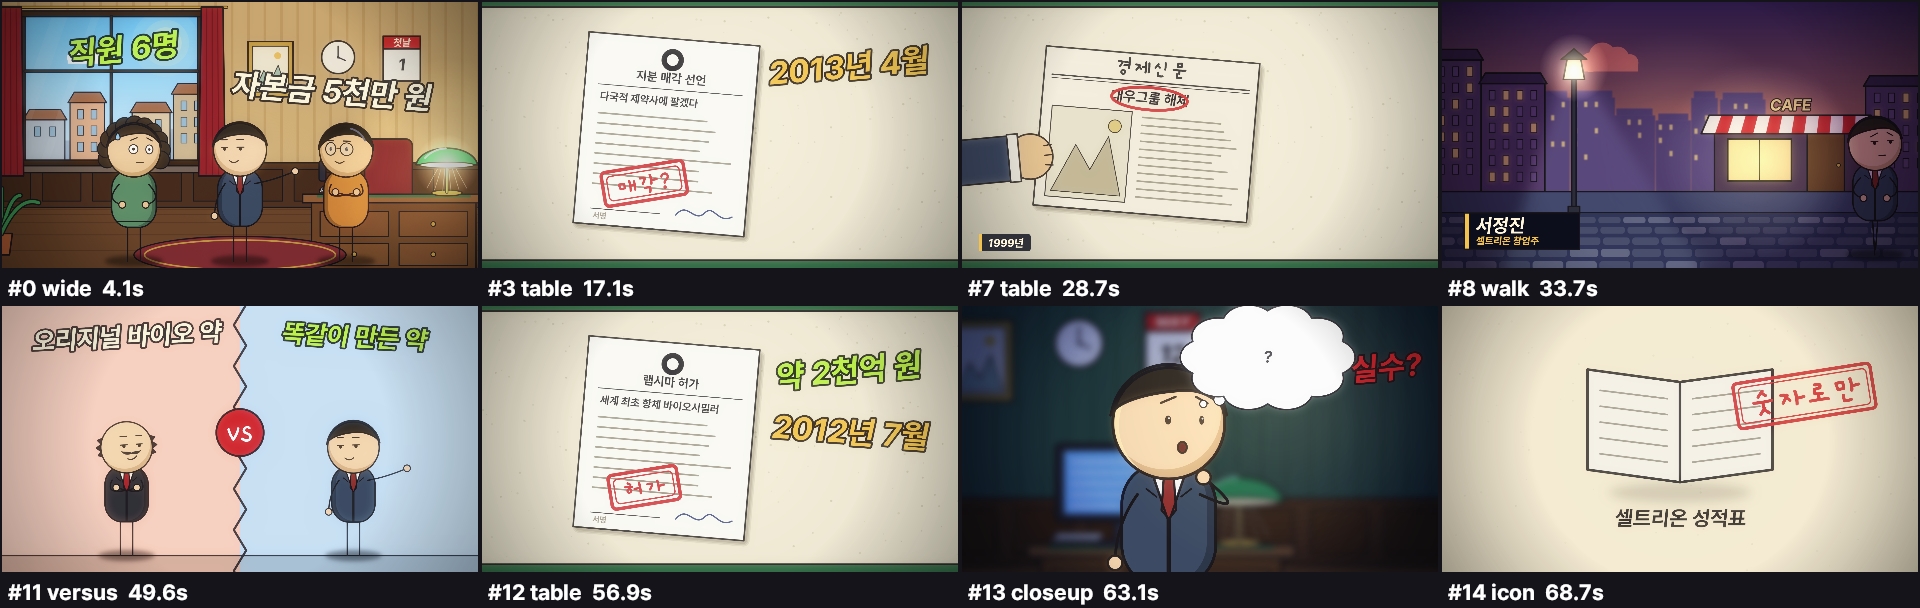 직원 6명
자본금 5천만 원
첫날
1
#0 wide 4.1s
지분 매각 선언
다국적 제약사에 팔겠다
매각?
서명
2013년 4월
#3 table 17.1s
경제신문
대우그룹 해체
1999년
#7 table 28.7s
CAFE
서정진
셀트리온 창업주
#8 walk 33.7s
오리지널 바이오 약
똑같이 만든 약
VS
#11 versus 49.6s
램시마 허가
세계 최초 항체 바이오시밀러
허가
서명
약 2천억 원
2012년 7월
#12 table 56.9s
?
실수?
#13 closeup 63.1s
숫자로만
셀트리온 성적표
#14 icon 68.7s